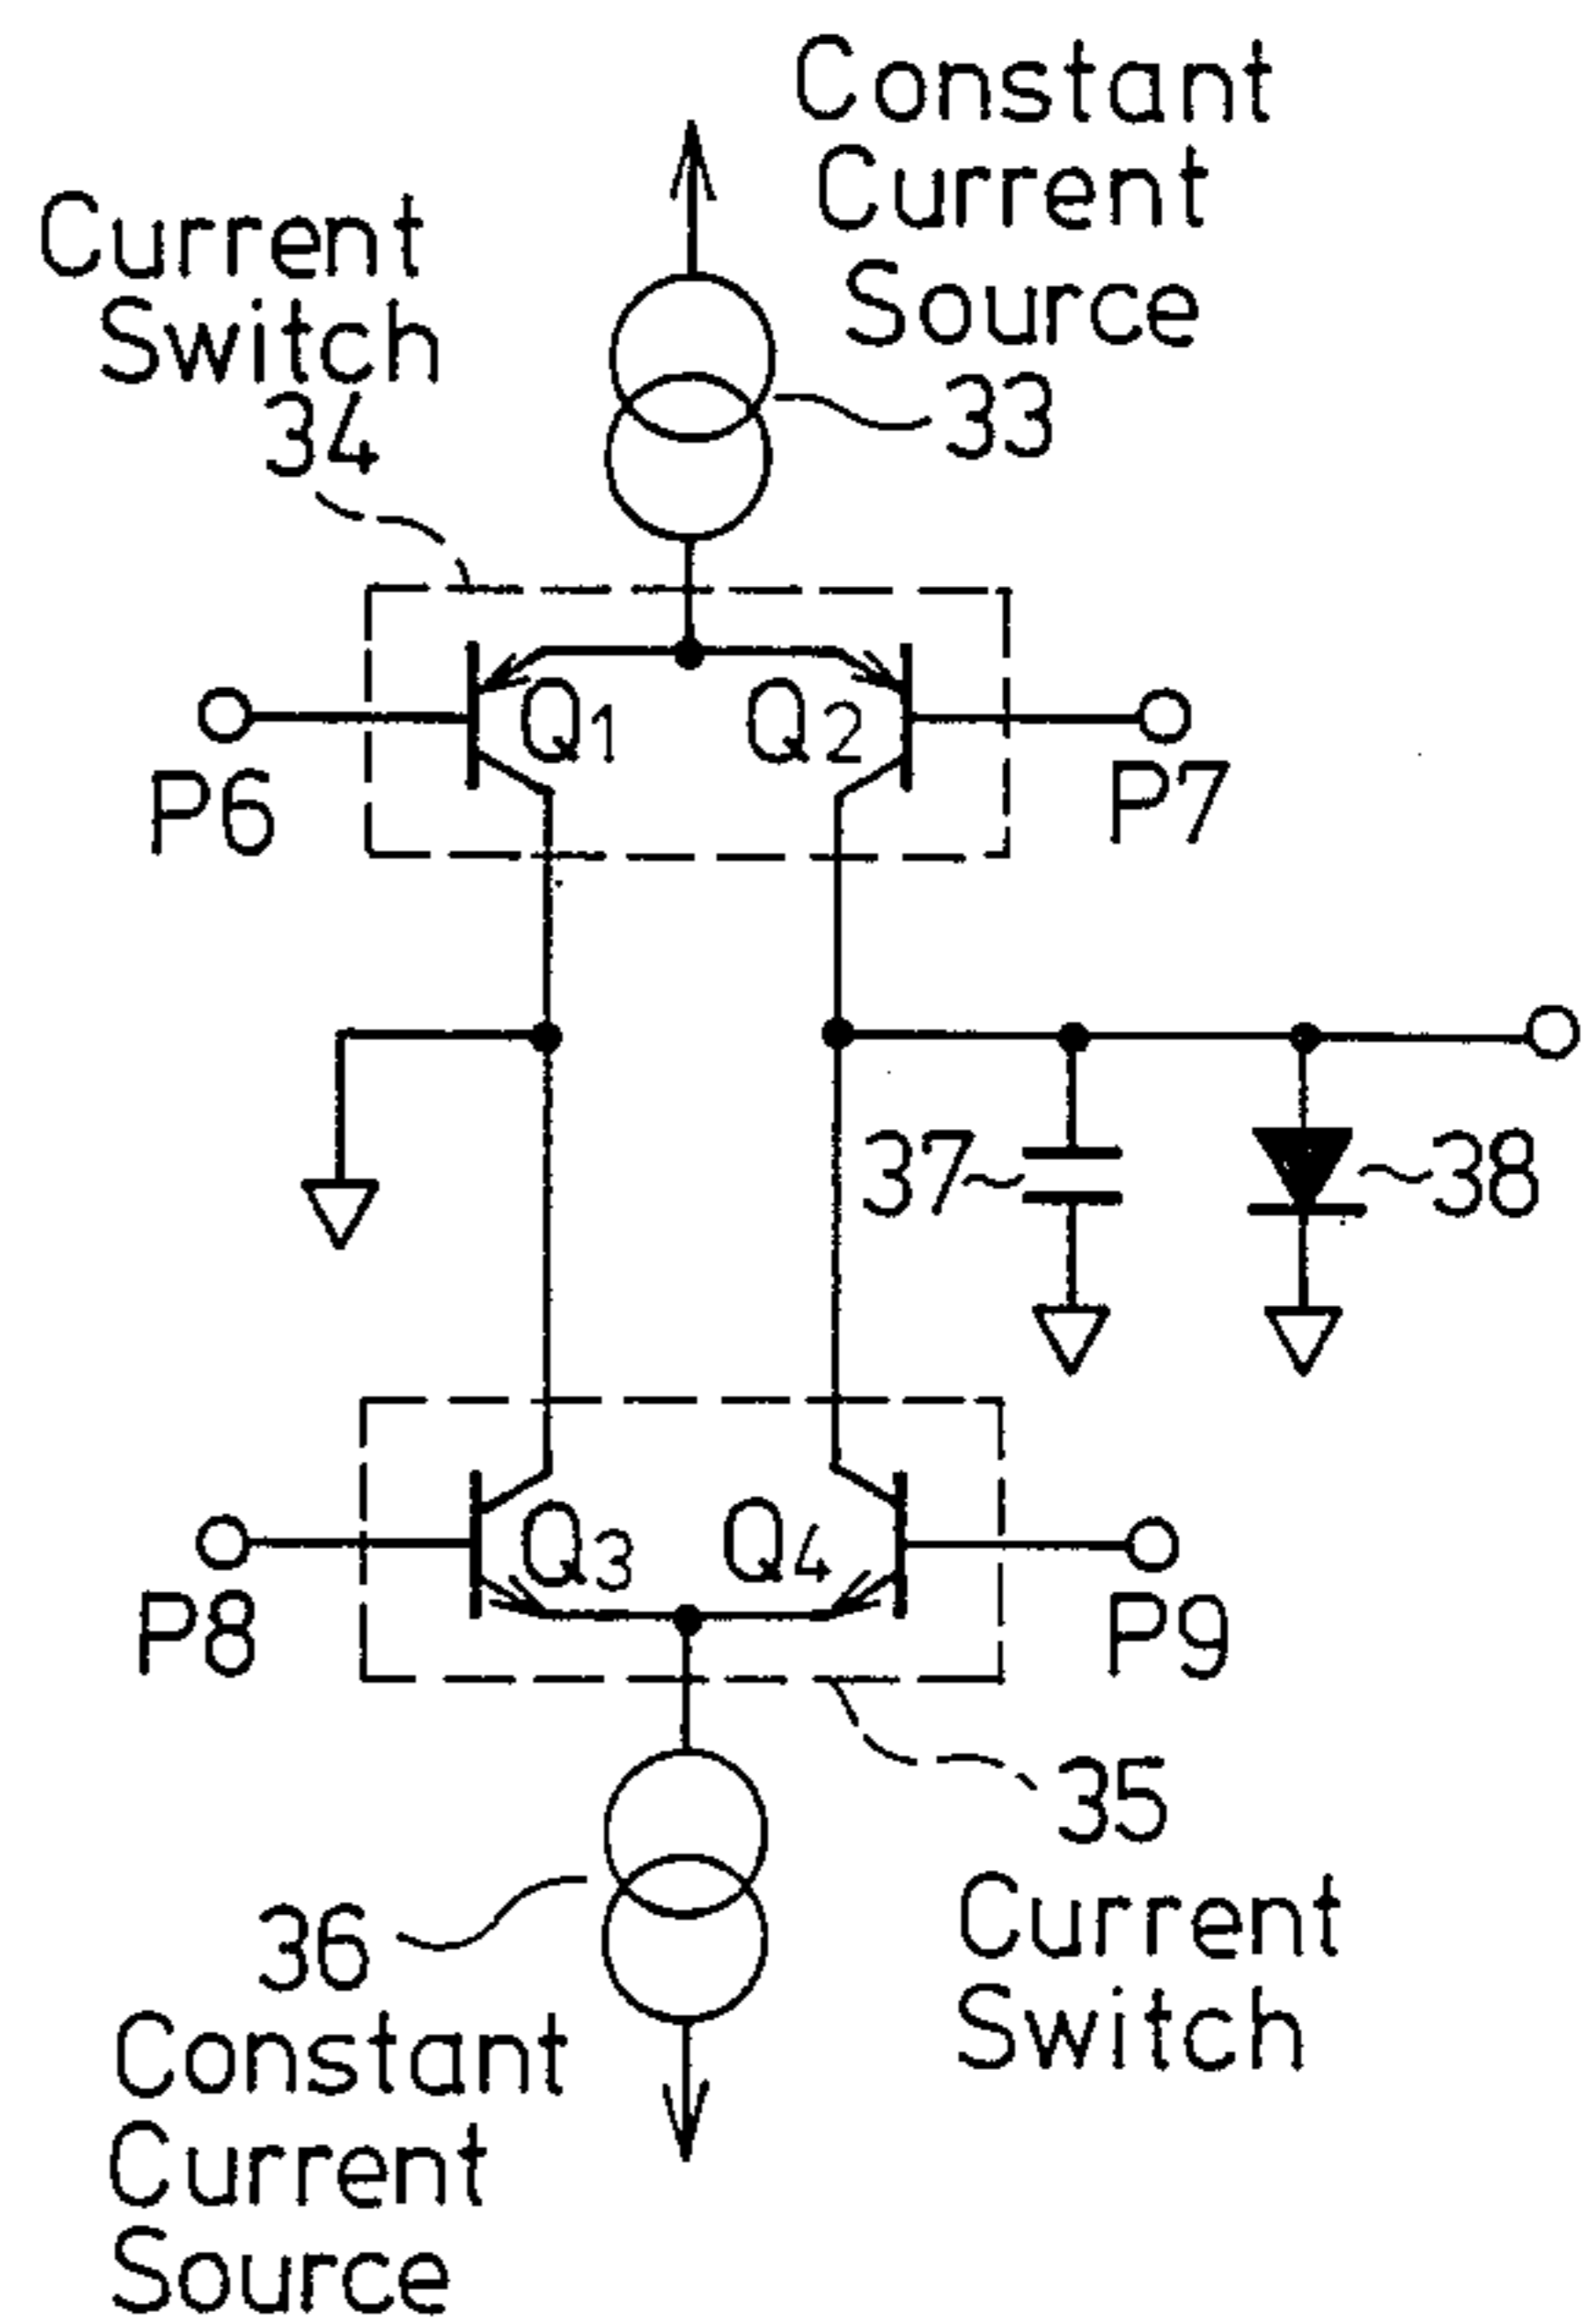 Constant
Current
Source
33
Current
Switch
34
Q1
Q2
P6
P7
37
38
Q3
Q4
P8
P9
35
Current
Switch
36
Constant
Current
Source